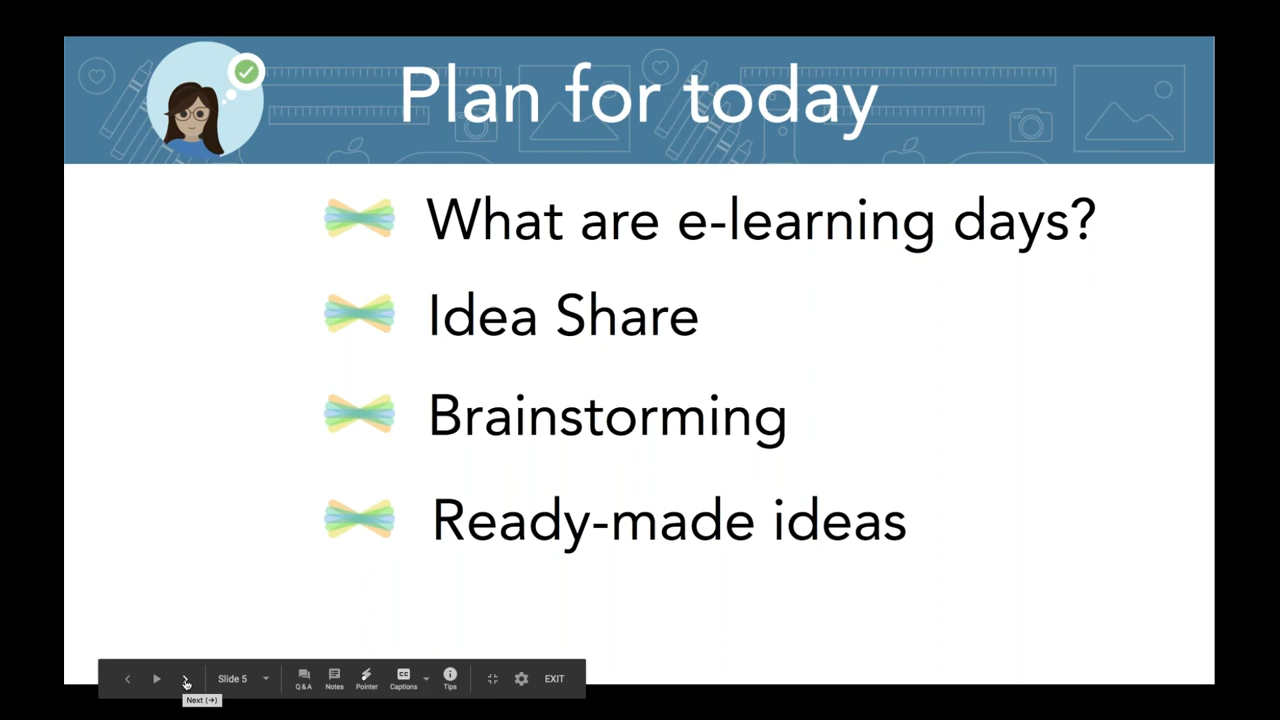 Plan for today
What are e-learning days?
Idea Share
Brainstorming
Ready-made ideas
Slide 5
Q&A
Notes
Pointer
CC
Captions
Tips
EXIT
Next (→)